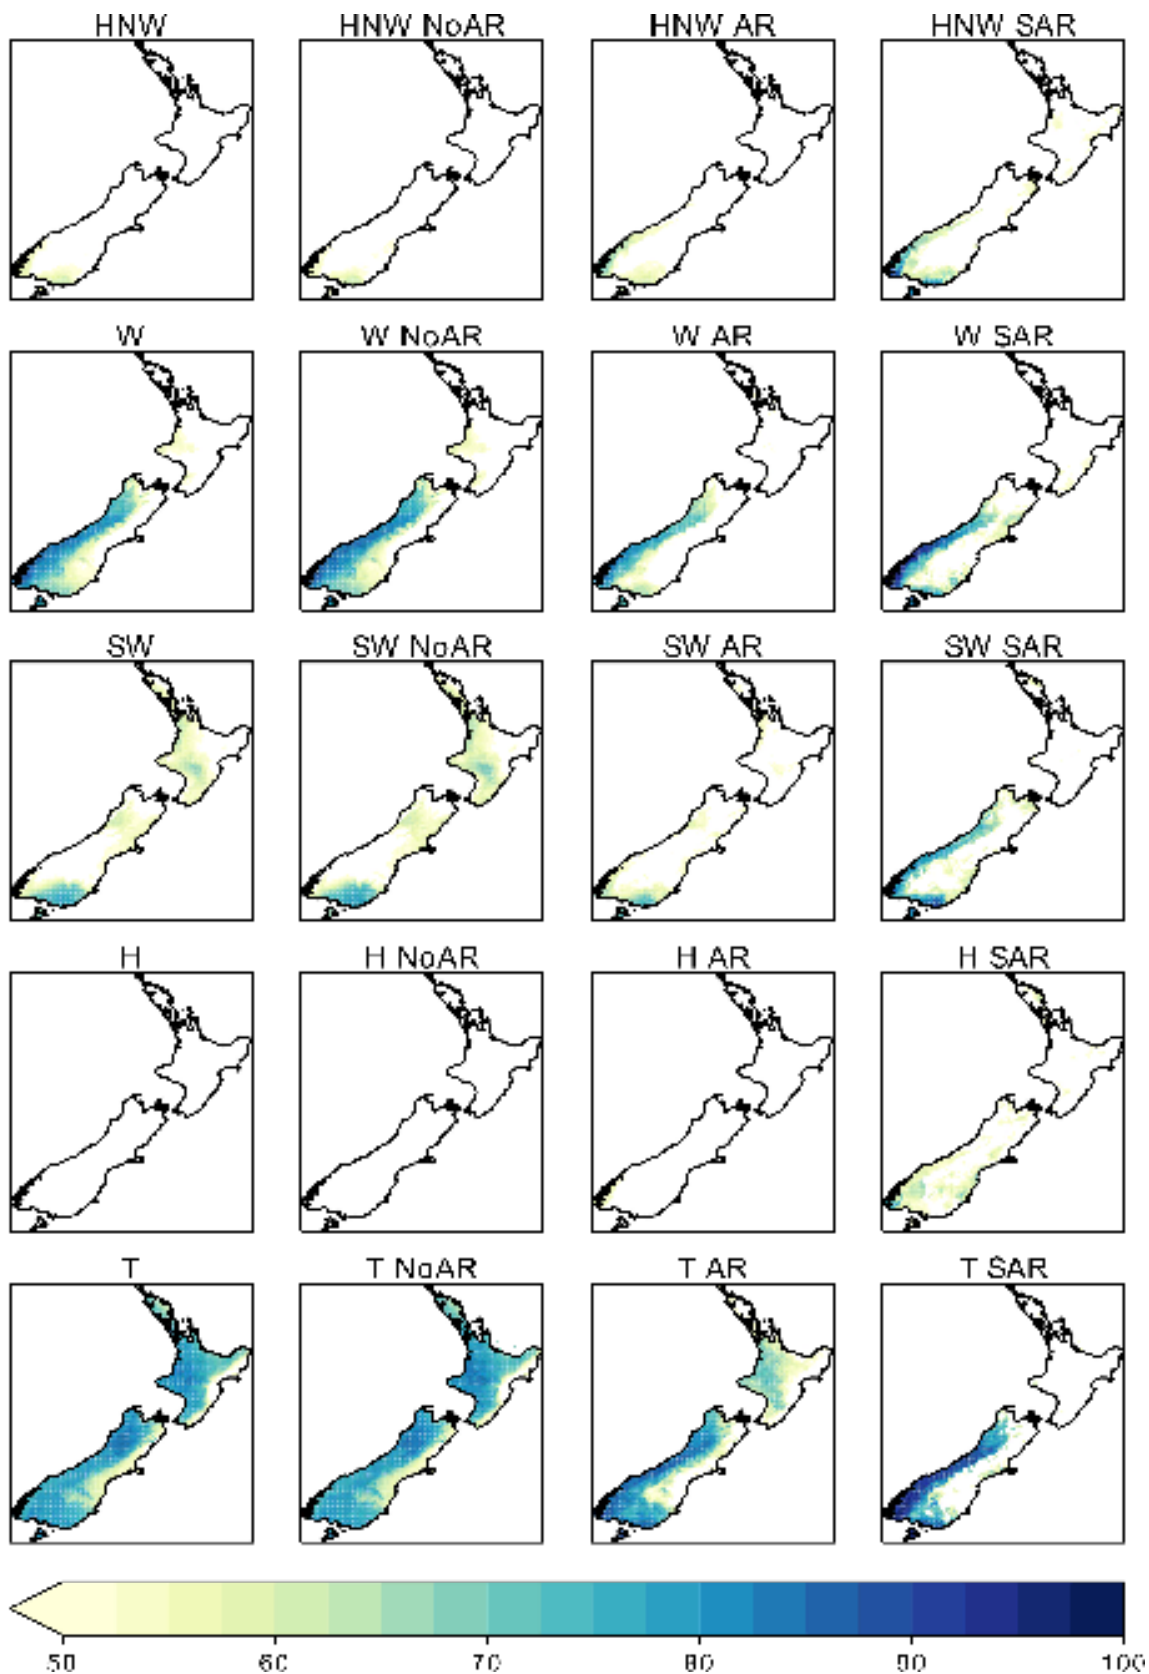 HNW HNW NoAR HNW AR HNW SAR
W W NoAR W AR W SAR
SW SW NoAR SW AR SW SAR
H H NoAR H AR H SAR
T T NoAR T AR T SAR
50 60 70 80 90 100